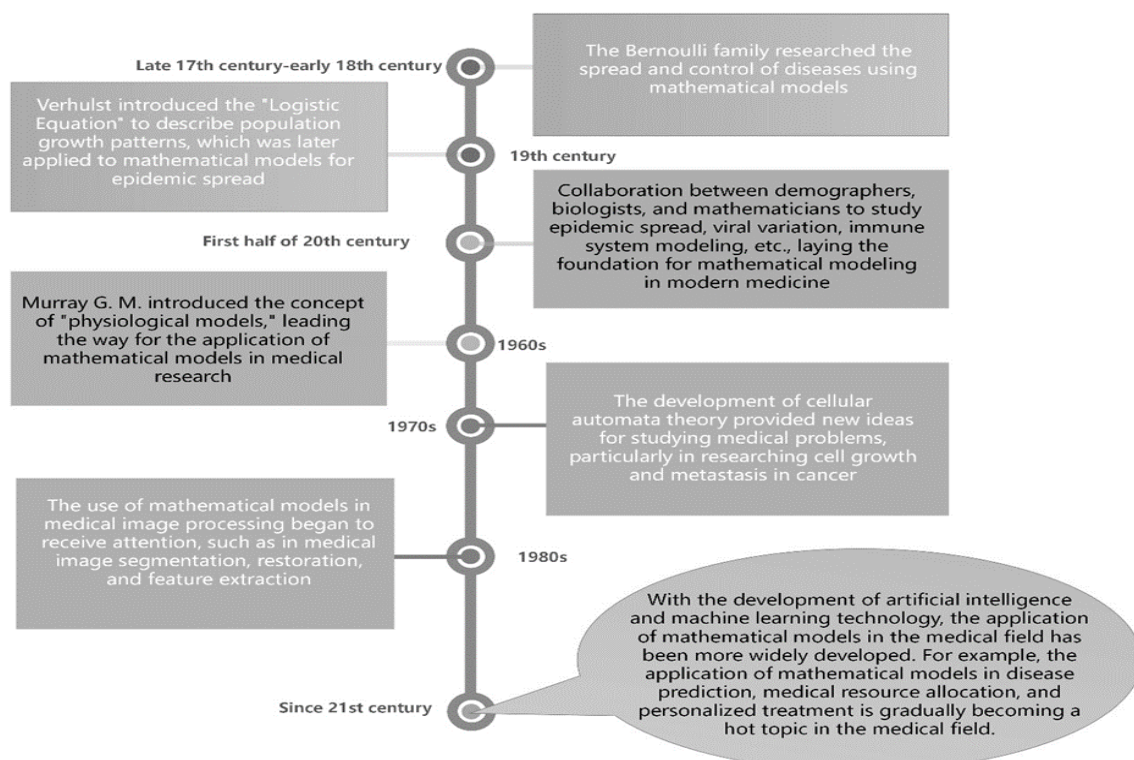 Late 17th century-early 18th century
The Bernoulli family researched the
spread and control of diseases using
mathematical models
Verhulst introduced the "Logistic
Equation" to describe population
growth patterns, which was later
applied to mathematical models for
epidemic spread
19th century
First half of 20th century
Collaboration between demographers,
biologists, and mathematicians to study
epidemic spread, viral variation, immune
system modeling, etc., laying the
foundation for mathematical modeling
in modern medicine
Murray G. M. introduced the concept
of "physiological models," leading
the way for the application of
mathematical models in medical
research
1960s
1970s
The development of cellular
automata theory provided new ideas
for studying medical problems,
particularly in researching cell growth
and metastasis in cancer
The use of mathematical models in
medical image processing began to
receive attention, such as in medical
image segmentation, restoration,
and feature extraction
1980s
Since 21st century
With the development of artificial intelligence
and machine learning technology, the application
of mathematical models in the medical field has
been more widely developed. For example, the
application of mathematical models in disease
prediction, medical resource allocation, and
personalized treatment is gradually becoming a
hot topic in the medical field.